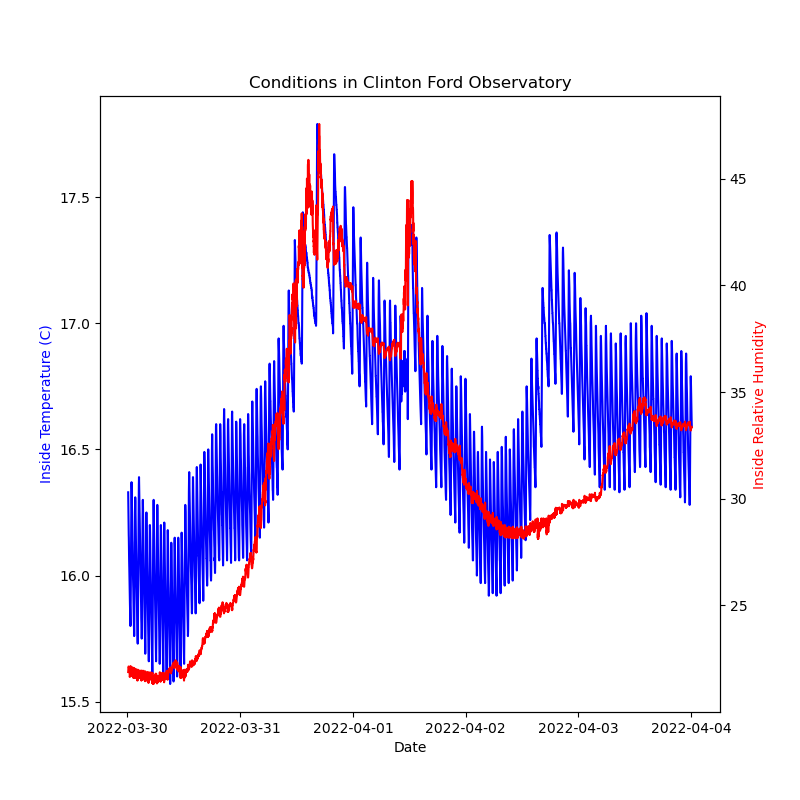 Conditions in Clinton Ford Observatory
Inside Temperature (C)
17.5
17.0
16.5
16.0
15.5
45
40
35
30
25
Inside Relative Humidity
2022-03-30 2022-03-31 2022-04-01 2022-04-02 2022-04-03 2022-04-04
Date